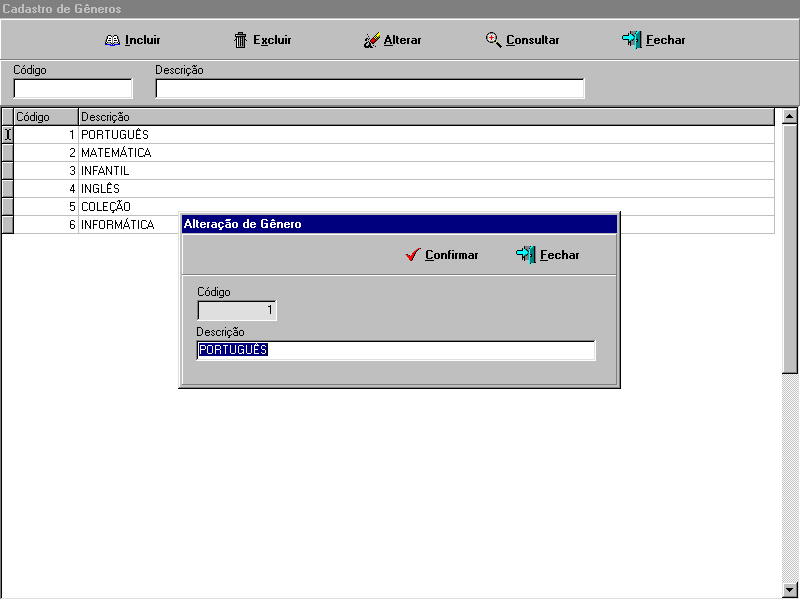 Cadastro de Gêneros
Incluir Excluir Alterar Consultar Fechar
Código Descrição
Código Descrição
1 PORTUGUÊS
2 MATEMÁTICA
3 INFANTIL
4 INGLÊS
5 COLEÇÃO
6 INFORMÁTICA
Alteração de Gênero
Confirmar Fechar
Código
1
Descrição
PORTUGUÊS